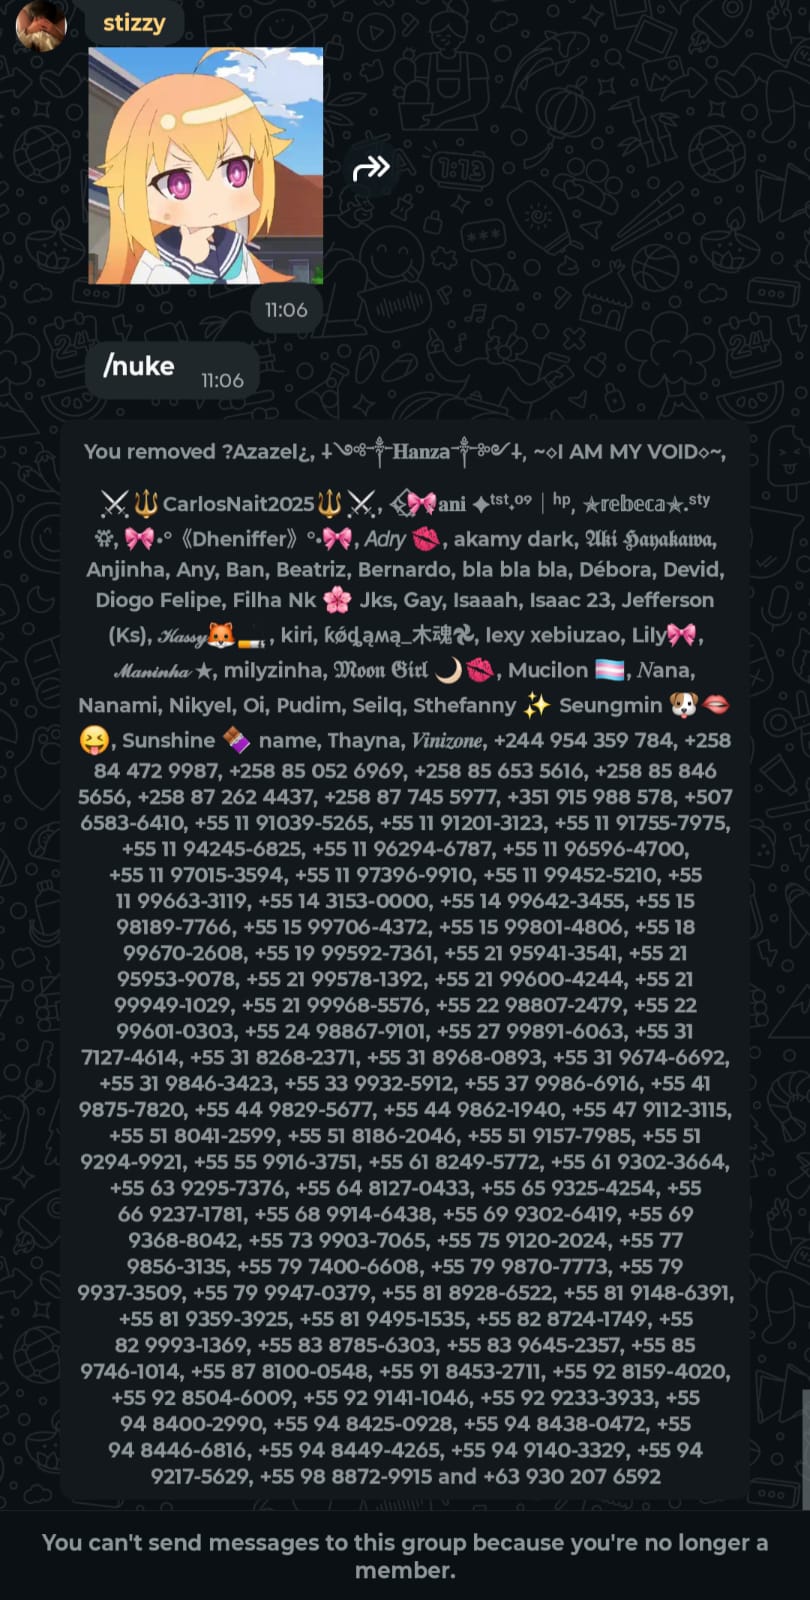 stizzy
11:06
/nuke 11:06
You removed ?Azazel¿, ⸸༺༒Hanza༒༻⸸, ~⟡I AM MY VOID⟡~,
⚔️🔱CarlosNait2025🔱⚔️, 🎀ani ✦ᵗˢᵗ.⁰⁹ | ʰᵖ, ★𝕣𝕖𝕓𝕖𝕔𝕒★.ˢᵗʸ
🎀•° 《Dheniffer》 °•🎀, Adry 💋, akamy dark, 𝕬𝖐𝖎 𝕳𝖆𝖞𝖆𝖐𝖆𝖜𝖆,
Anjinha, Any, Ban, Beatriz, Bernardo, bla bla bla, Débora, Devid,
Diogo Felipe, Filha Nk 🌸 Jks, Gay, Isaaah, Isaac 23, Jefferson
(Ks), 𝓚𝓪𝓼𝓼𝔂🦊🚬, kiri, ƙǿɖąʍą_木魂, lexy xebiuzao, Lily🎀,
𝓜𝓪𝓷𝓲𝓷𝓱𝓪 ★, milyzinha, 𝔐𝔬𝔬𝔫 𝔊𝔦𝔯𝔩 🌙💋, Mucilon 🏳️‍⚧️, 𝑁ana,
Nanami, Nikyel, Oi, Pudim, Seilq, Sthefanny ✨ Seungmin 🐶👄
😝, Sunshine 🍫 name, Thayna, 𝑉𝑖𝑛𝑖𝑧𝑜𝑛𝑒, +244 954 359 784, +258
84 472 9987, +258 85 052 6969, +258 85 653 5616, +258 85 846
5656, +258 87 262 4437, +258 87 745 5977, +351 915 988 578, +507
6583-6410, +55 11 91039-5265, +55 11 91201-3123, +55 11 91755-7975,
+55 11 94245-6825, +55 11 96294-6787, +55 11 96596-4700,
+55 11 97015-3594, +55 11 97396-9910, +55 11 99452-5210, +55
11 99663-3119, +55 14 3153-0000, +55 14 99642-3455, +55 15
98189-7766, +55 15 99706-4372, +55 15 99801-4806, +55 18
99670-2608, +55 19 99592-7361, +55 21 95941-3541, +55 21
95953-9078, +55 21 99578-1392, +55 21 99600-4244, +55 21
99949-1029, +55 21 99968-5576, +55 22 98807-2479, +55 22
99601-0303, +55 24 98867-9101, +55 27 99891-6063, +55 31
7127-4614, +55 31 8268-2371, +55 31 8968-0893, +55 31 9674-6692,
+55 31 9846-3423, +55 33 9932-5912, +55 37 9986-6916, +55 41
9875-7820, +55 44 9829-5677, +55 44 9862-1940, +55 47 9112-3115,
+55 51 8041-2599, +55 51 8186-2046, +55 51 9157-7985, +55 51
9294-9921, +55 55 9916-3751, +55 61 8249-5772, +55 61 9302-3664,
+55 63 9295-7376, +55 64 8127-0433, +55 65 9325-4254, +55
66 9237-1781, +55 68 9914-6438, +55 69 9302-6419, +55 69
9368-8042, +55 73 9903-7065, +55 75 9120-2024, +55 77
9856-3135, +55 79 7400-6608, +55 79 9870-7773, +55 79
9937-3509, +55 79 9947-0379, +55 81 8928-6522, +55 81 9148-6391,
+55 81 9359-3925, +55 81 9495-1535, +55 82 8724-1749, +55
82 9993-1369, +55 83 8785-6303, +55 83 9645-2357, +55 85
9746-1014, +55 87 8100-0548, +55 91 8453-2711, +55 92 8159-4020,
+55 92 8504-6009, +55 92 9141-1046, +55 92 9233-3933, +55
94 8400-2990, +55 94 8425-0928, +55 94 8438-0472, +55
94 8446-6816, +55 94 8449-4265, +55 94 9140-3329, +55 94
9217-5629, +55 98 8872-9915 and +63 930 207 6592
You can't send messages to this group because you're no longer a
member.